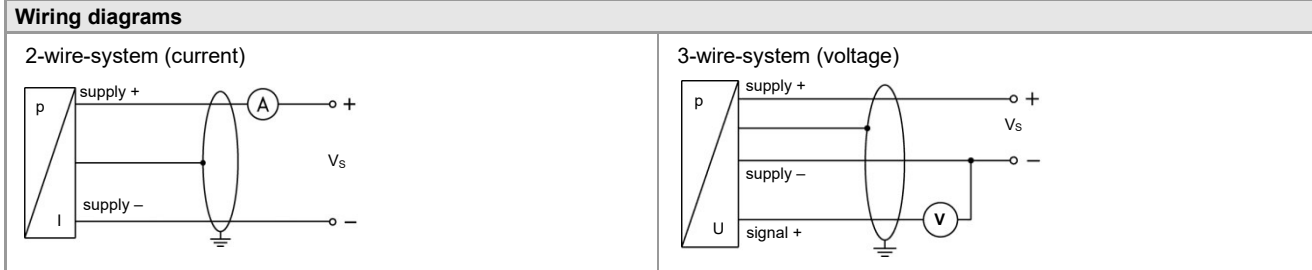 Wiring diagrams
2-wire-system (current)
p
supply +
A
+
VS
I
supply –
–
3-wire-system (voltage)
p
supply +
+
VS
–
supply –
V
U
signal +